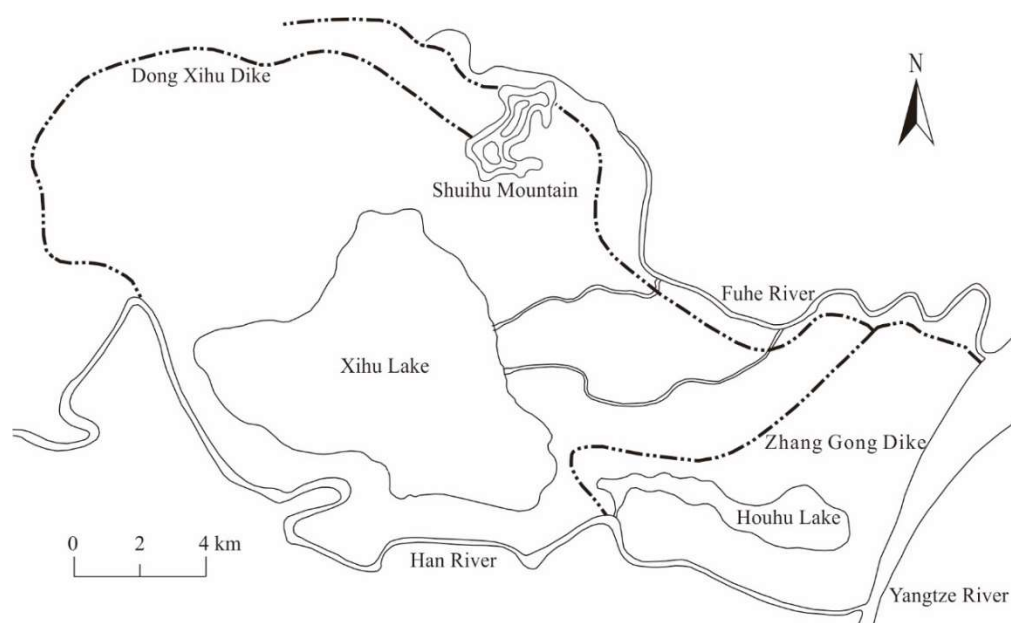 Dong Xihu Dike
N
Shuihu Mountain
Fuhe River
Xihu Lake
Zhang Gong Dike
Houhu Lake
0 2 4 km
Han River
Yangtze River